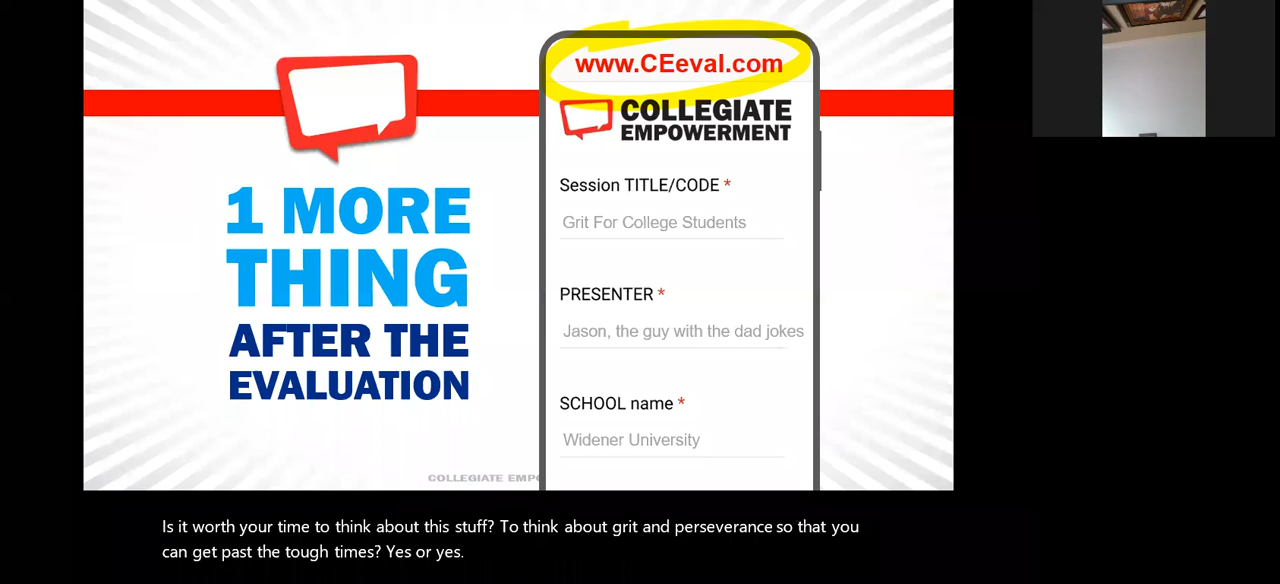 1 MORE
THING
AFTER THE
EVALUATION
COLLEGIATE EMPO
www.CEeval.com
COLLEGIATE
EMPOWERMENT
Session TITLE/CODE *
Grit For College Students
PRESENTER *
Jason, the guy with the dad jokes
SCHOOL name *
Widener University
Is it worth your time to think about this stuff? To think about grit and perseverance so that you
can get past the tough times? Yes or yes.